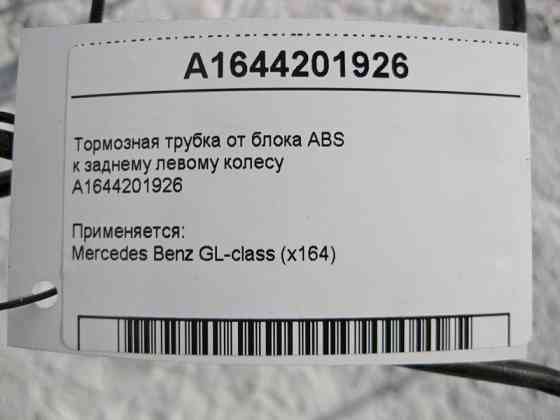 A1644201926
Тормозная трубка от блока ABS
к заднему левому колесу
A1644201926
Применяется:
Mercedes Benz GL-class (x164)